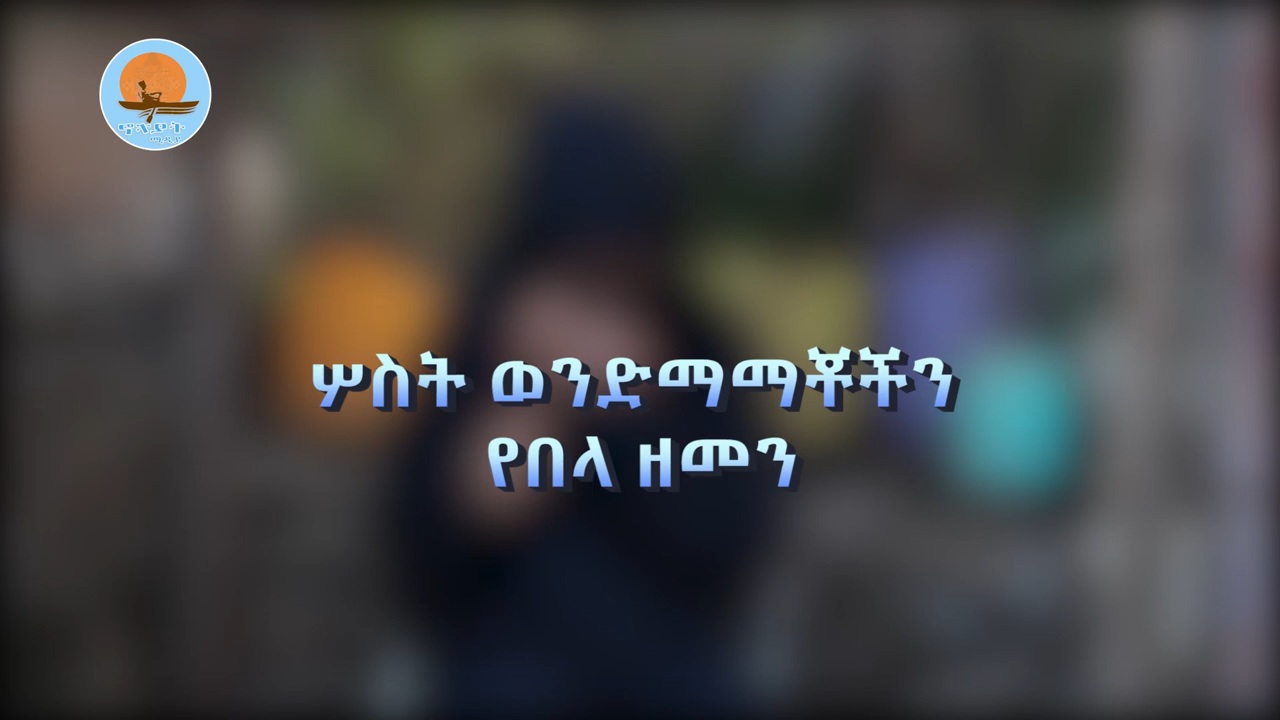 ሦስት ወንድማማቾችን
የበላ ዘመን